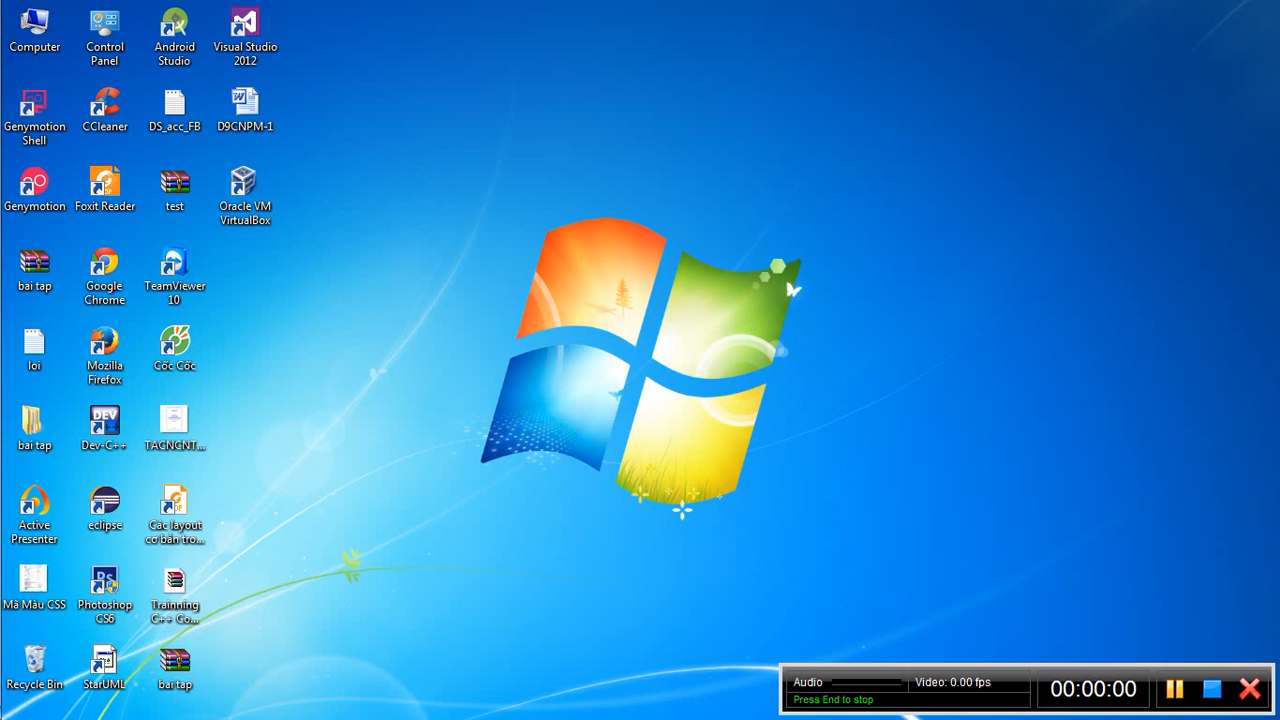 Computer
Control
Panel
Android
Studio
Visual Studio
2012
Genymotion
Shell
CCleaner
DS_acc_FB
D9CNPM-1
Genymotion
Foxit Reader
test
Oracle VM
VirtualBox
bai tap
Google
Chrome
TeamViewer
10
loi
Mozilla
Firefox
Cốc Cốc
bai tap
Dev-C++
TACNCNT...
Active
Presenter
eclipse
Các layout
cơ bản tro...
Mã Màu CSS
Photoshop
CS6
Trainning
C++ Co...
Recycle Bin
StarUML
bai tap
Audio
Video: 0.00 fps
Press End to stop
00:00:00